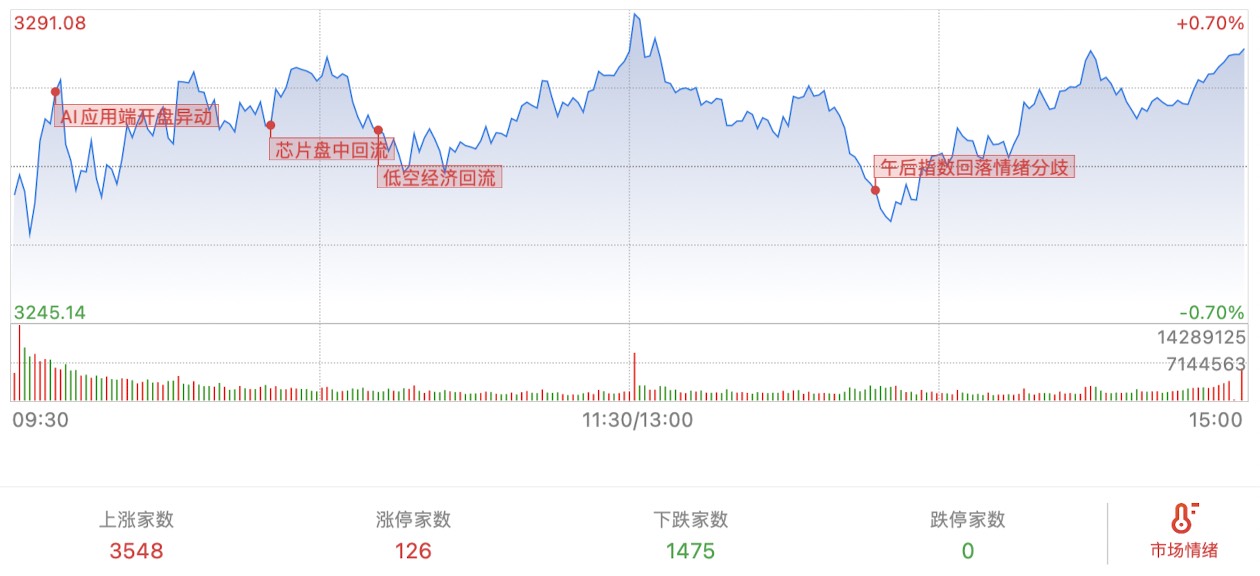 3291.08
+0.70%
AI应用端开盘异动
芯片盘中回流
低空经济回流
午后指数回落情绪分歧
3245.14
-0.70%
14289125
7144563
09:30
11:30/13:00
15:00
上涨家数
涨停家数
下跌家数
跌停家数
3548
126
1475
0
市场情绪